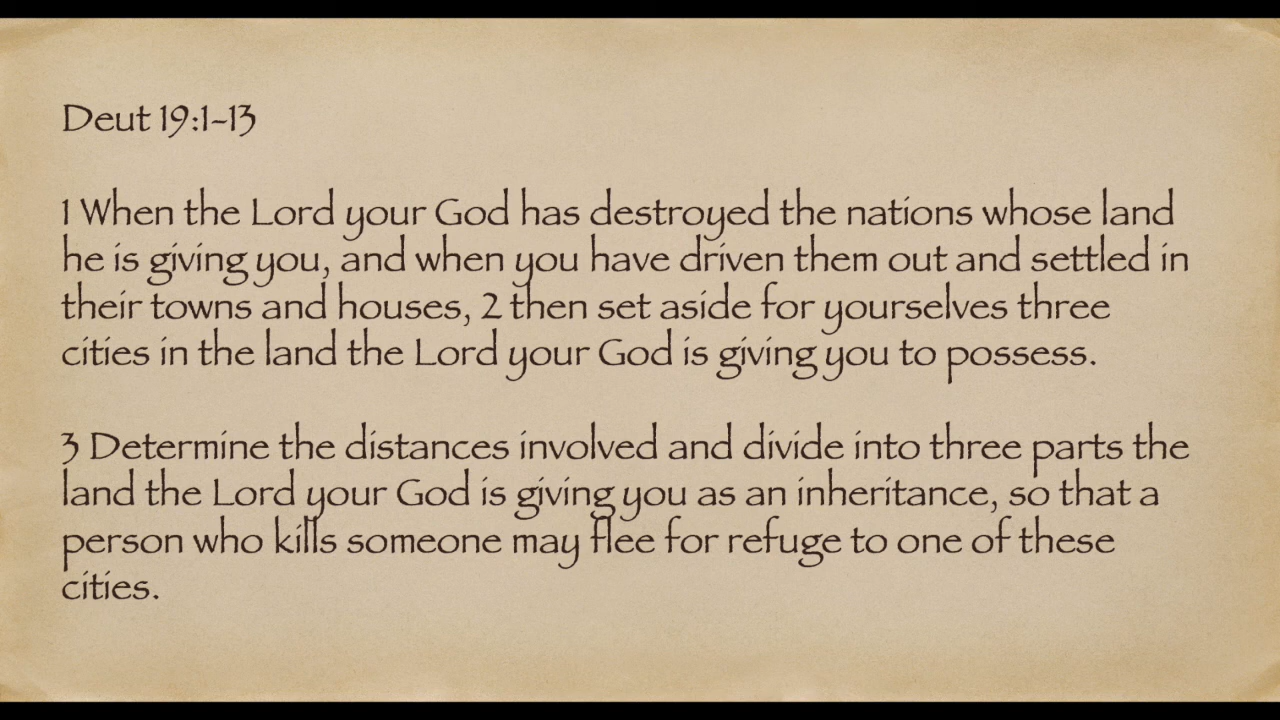 Deut 19:1-13
1 When the Lord your God has destroyed the nations whose land
he is giving you, and when you have driven them out and settled in
their towns and houses, 2 then set aside for yourselves three
cities in the land the Lord your God is giving you to possess.
3 Determine the distances involved and divide into three parts the
land the Lord your God is giving you as an inheritance, so that a
person who kills someone may flee for refuge to one of these
cities.